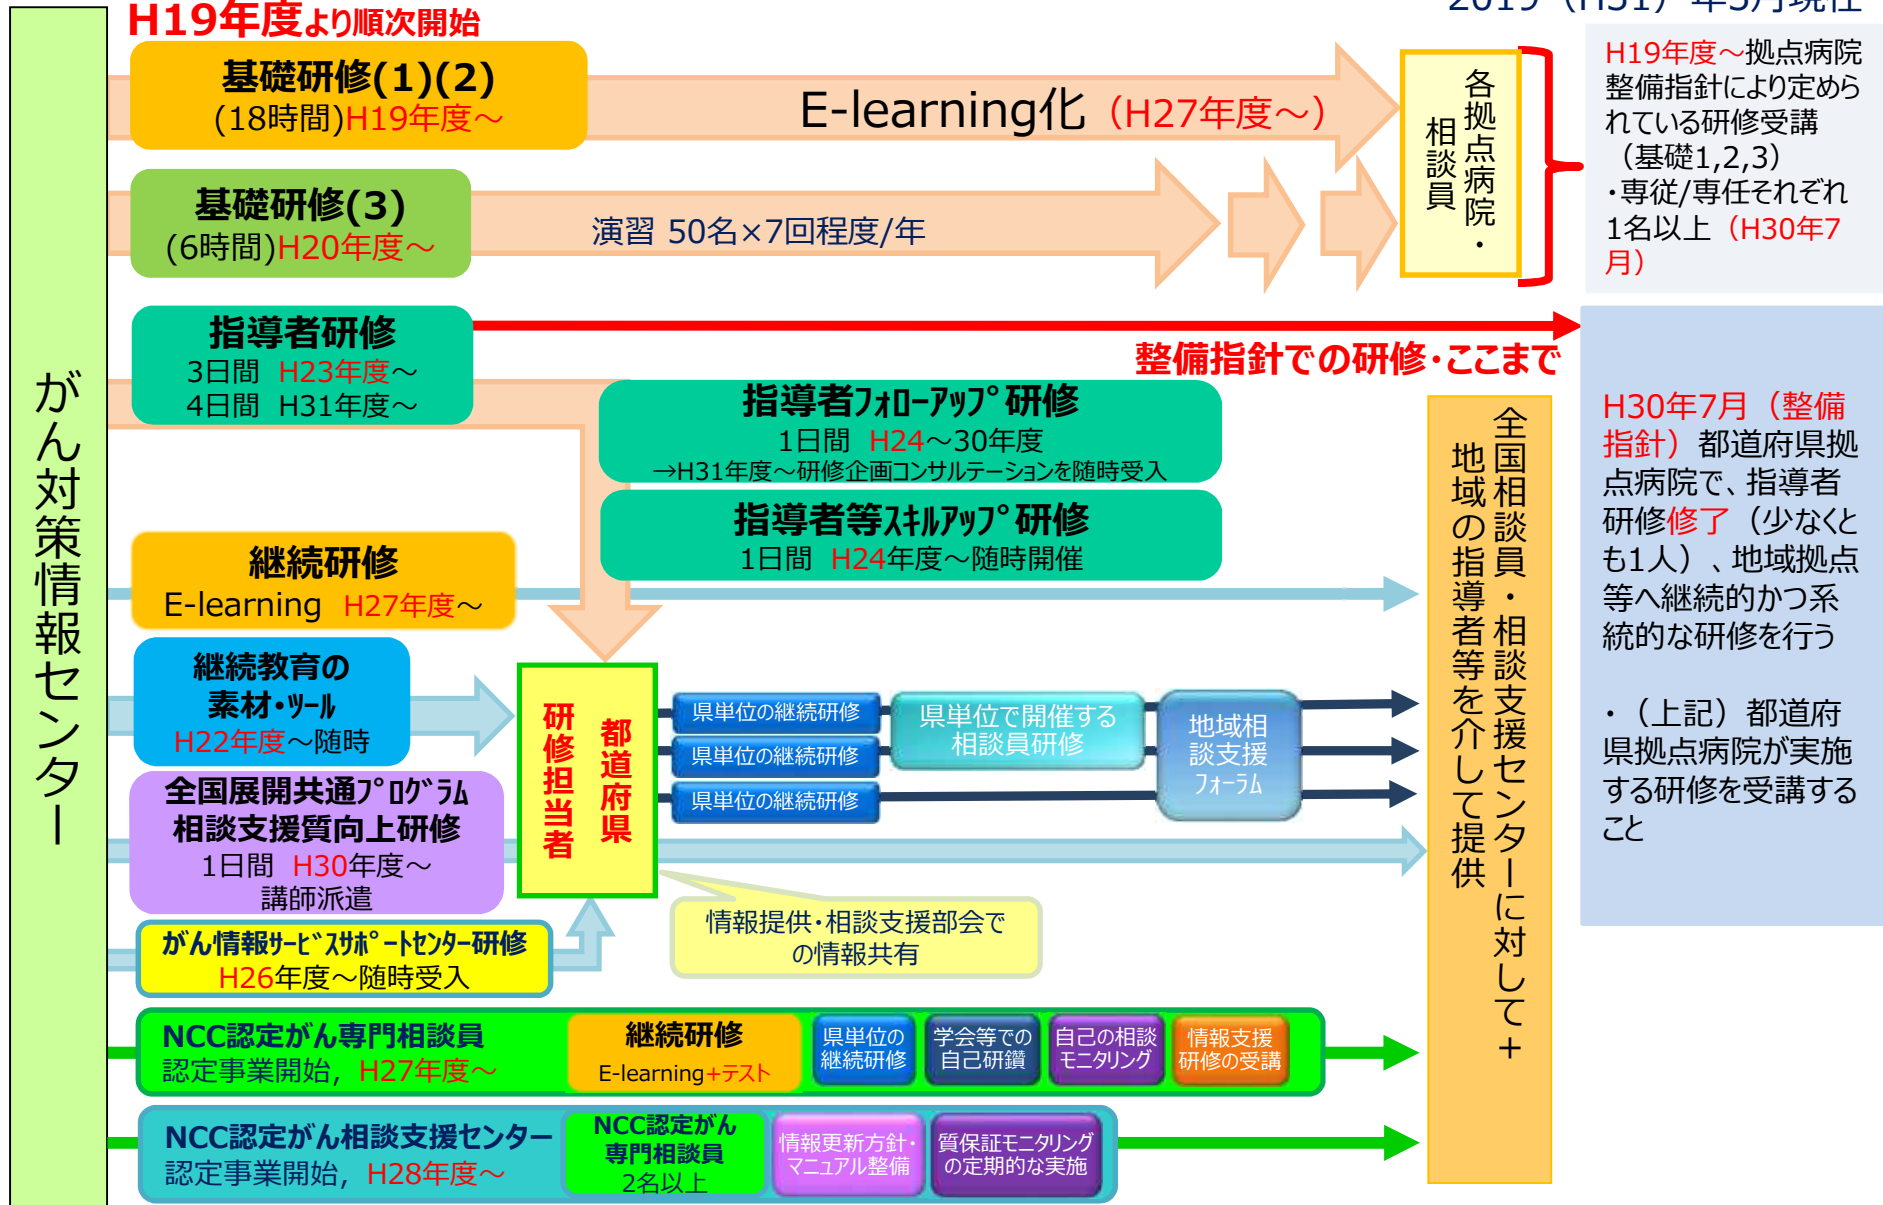 H19年度より順次開始
2019（H31）年3月現在
がん対策情報センター
基礎研修(1)(2)
(18時間)H19年度～
E-learning化（H27年度～）
基礎研修(3)
(6時間)H20年度～
演習 50名×7回程度/年
各拠点病院・
相談員
H19年度～拠点病院
整備指針により定めら
れている研修受講
（基礎1,2,3）
・専従/専任それぞれ
1名以上（H30年7
月）
指導者研修
3日間 H23年度～
4日間 H31年度～
整備指針での研修・ここまで
指導者ﾌｫﾛｰｱｯﾌﾟ研修
1日間 H24～30年度
→H31年度～研修企画コンサルテーションを随時受入
指導者等ｽｷﾙｱｯﾌﾟ研修
1日間 H24年度～随時開催
継続研修
E-learning H27年度～
継続教育の
素材・ﾂｰﾙ
H22年度～随時
全国展開共通ﾌﾟﾛｸﾞﾗﾑ
相談支援質向上研修
1日間 H30年度～
講師派遣
がん情報ｻｰﾋﾞｽｻﾎﾟｰﾄｾﾝﾀｰ研修
H26年度～随時受入
都道府県
研修担当者
県単位の継続研修
県単位の継続研修
県単位の継続研修
県単位で開催する
相談員研修
地域相
談支援
ﾌｫｰﾗﾑ
情報提供・相談支援部会で
の情報共有
全国相談員・相談支援センターに対して＋
地域の指導者等を介して提供
H30年7月（整備
指針）都道府県拠
点病院で、指導者
研修修了（少なくと
も1人）、地域拠点
等へ継続的かつ系
統的な研修を行う
・（上記）都道府
県拠点病院が実施
する研修を受講する
こと
NCC認定がん専門相談員
認定事業開始, H27年度～
継続研修
E-learning+テスト
県単位の
継続研修
学会等での
自己研鑽
自己の相談
モニタリング
情報支援
研修の受講
NCC認定がん相談支援センター
認定事業開始, H28年度～
NCC認定がん
専門相談員
2名以上
情報更新方針・
マニュアル整備
質保証モニタリング
の定期的な実施